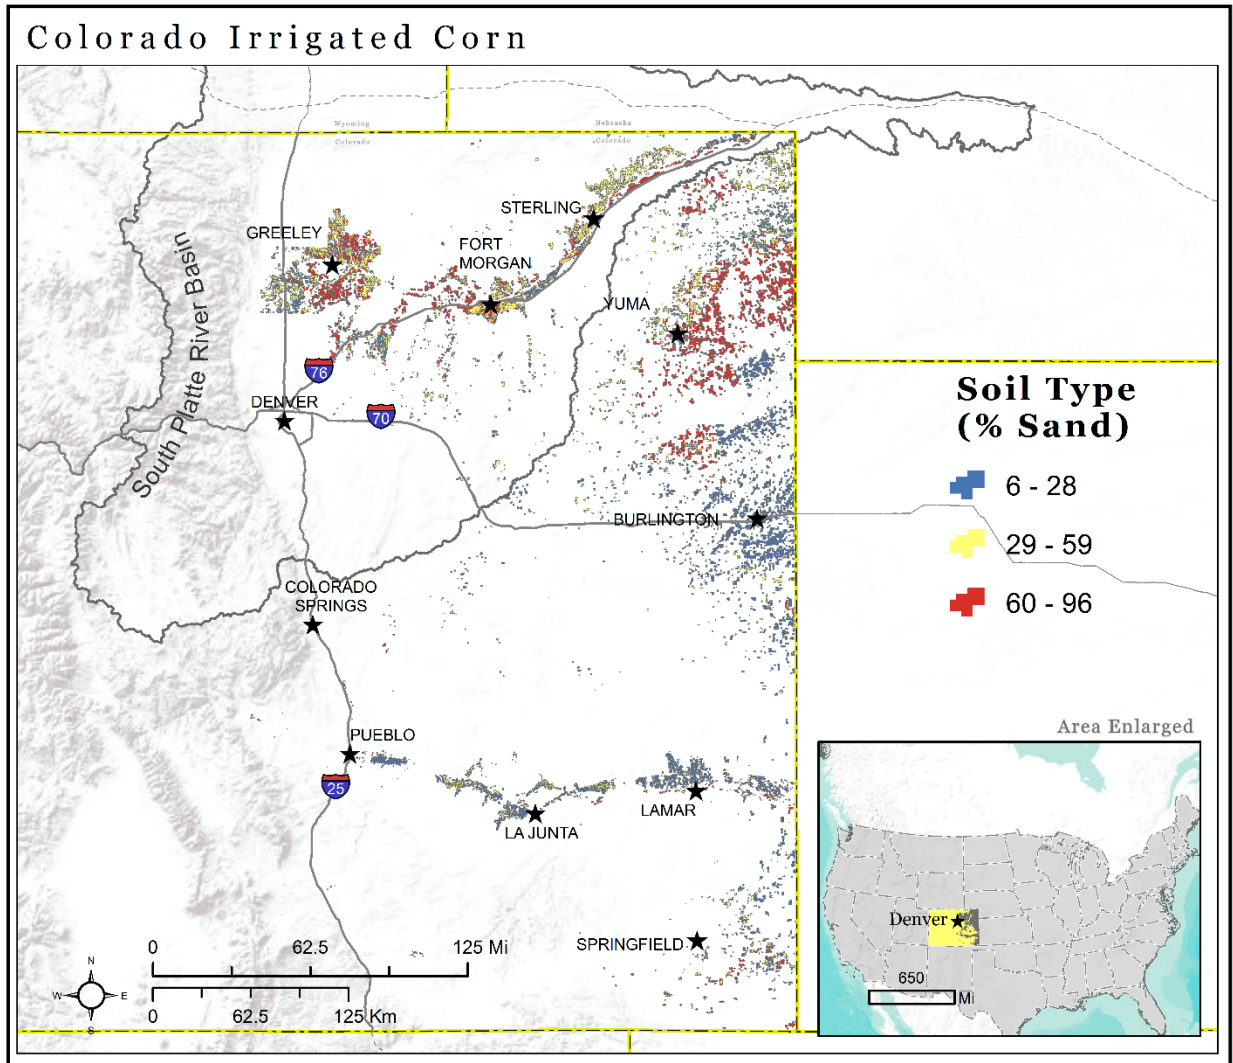 Colorado Irrigated Corn
Wyoming
Colorado
Nebraska
Colorado
STERLING
GREELEY
FORT
MORGAN
YUMA
South Platte River Basin
76
DENVER
70
BURLINGTON
COLORADO
SPRINGS
PUEBLO
25
LAMAR
LA JUNTA
SPRINGFIELD
Soil Type
(% Sand)
6 - 28
29 - 59
60 - 96
Area Enlarged
Denver
650
Mi
N
W E
S
0 62.5 125 Mi
0 62.5 125 Km